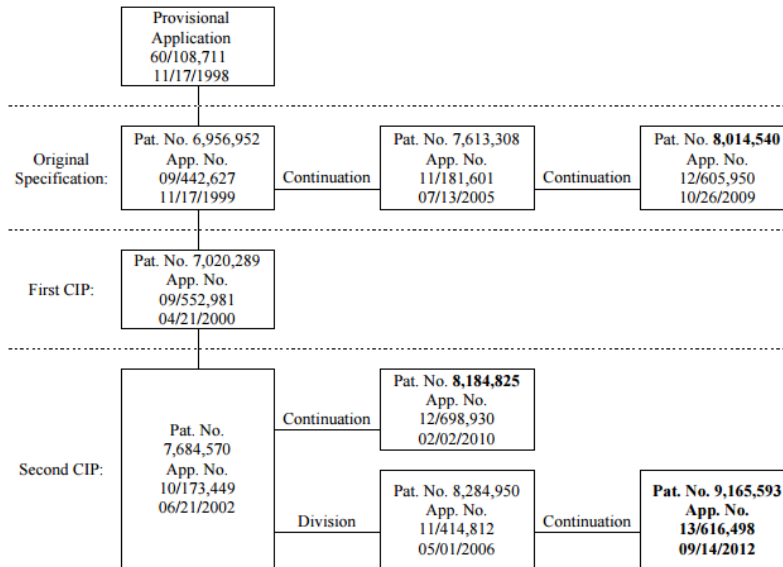 Provisional
Application
60/108,711
11/17/1998
Original
Specification:
Pat. No. 6,956,952
App. No.
09/442,627
11/17/1999
Continuation
Pat. No. 7,613,308
App. No.
11/181,601
07/13/2005
Continuation
Pat. No. 8,014,540
App. No.
12/605,950
10/26/2009
First CIP:
Pat. No. 7,020,289
App. No.
09/552,981
04/21/2000
Second CIP:
Pat. No.
7,684,570
App. No.
10/173,449
06/21/2002
Continuation
Pat. No. 8,184,825
App. No.
12/698,930
02/02/2010
Division
Pat. No. 8,284,950
App. No.
11/414,812
05/01/2006
Continuation
Pat. No. 9,165,593
App. No.
13/616,498
09/14/2012